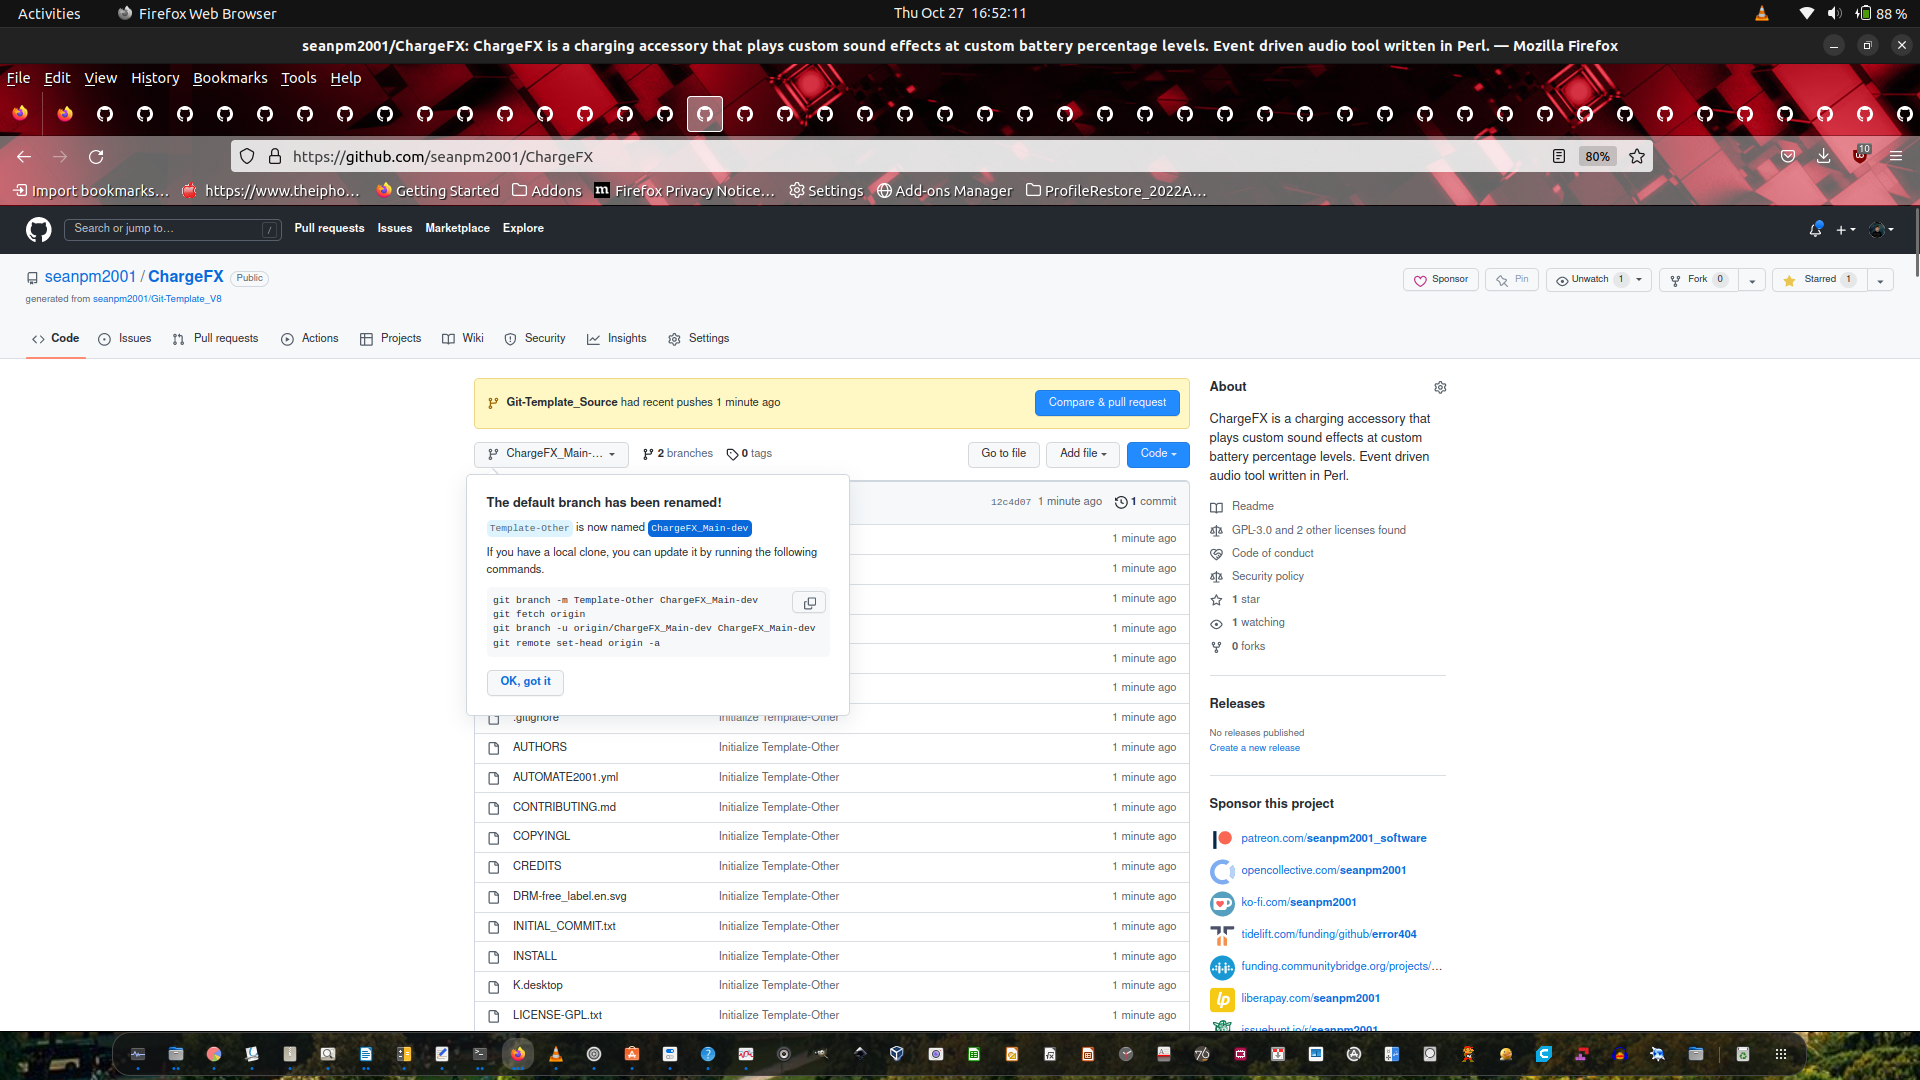 Activities
Firefox Web Browser
Thu Oct 27 16:52:11
88 %
seanpm2001/ChargeFX: ChargeFX is a charging accessory that plays custom sound effects at custom battery percentage levels. Event driven audio tool written in Perl. — Mozilla Firefox
File Edit View History Bookmarks Tools Help
https://github.com/seanpm2001/ChargeFX
80%
10
Import bookmarks…
https://www.theipho…
Getting Started
Addons
Firefox Privacy Notice…
Settings
Add-ons Manager
ProfileRestore_2022A…
Search or jump to…
/
Pull requests
Issues
Marketplace
Explore
seanpm2001 / ChargeFX Public
generated from seanpm2001/Git-Template_V8
Sponsor
Pin
Unwatch 1
Fork 0
Starred 1
Code
Issues
Pull requests
Actions
Projects
Wiki
Security
Insights
Settings
Git-Template_Source had recent pushes 1 minute ago
Compare & pull request
ChargeFX_Main-...
2 branches
0 tags
Go to file
Add file
Code
The default branch has been renamed!
Template-Other is now named ChargeFX_Main-dev
If you have a local clone, you can update it by running the following
commands.
git branch -m Template-Other ChargeFX_Main-dev
git fetch origin
git branch -u origin/ChargeFX_Main-dev ChargeFX_Main-dev
git remote set-head origin -a
OK, got it
12c4d07 1 minute ago
1 commit
1 minute ago
1 minute ago
1 minute ago
1 minute ago
1 minute ago
1 minute ago
.gitignore Initialize Template-Other 1 minute ago
AUTHORS Initialize Template-Other 1 minute ago
AUTOMATE2001.yml Initialize Template-Other 1 minute ago
CONTRIBUTING.md Initialize Template-Other 1 minute ago
COPYINGL Initialize Template-Other 1 minute ago
CREDITS Initialize Template-Other 1 minute ago
DRM-free_label.en.svg Initialize Template-Other 1 minute ago
INITIAL_COMMIT.txt Initialize Template-Other 1 minute ago
INSTALL Initialize Template-Other 1 minute ago
K.desktop Initialize Template-Other 1 minute ago
LICENSE-GPL.txt Initialize Template-Other 1 minute ago
About
ChargeFX is a charging accessory that
plays custom sound effects at custom
battery percentage levels. Event driven
audio tool written in Perl.
Readme
GPL-3.0 and 2 other licenses found
Code of conduct
Security policy
1 star
1 watching
0 forks
Releases
No releases published
Create a new release
Sponsor this project
patreon.com/seanpm2001_software
opencollective.com/seanpm2001
ko-fi.com/seanpm2001
tidelift.com/funding/github/error404
funding.communitybridge.org/projects/…
liberapay.com/seanpm2001
issuehunt.io/r/seanpm2001